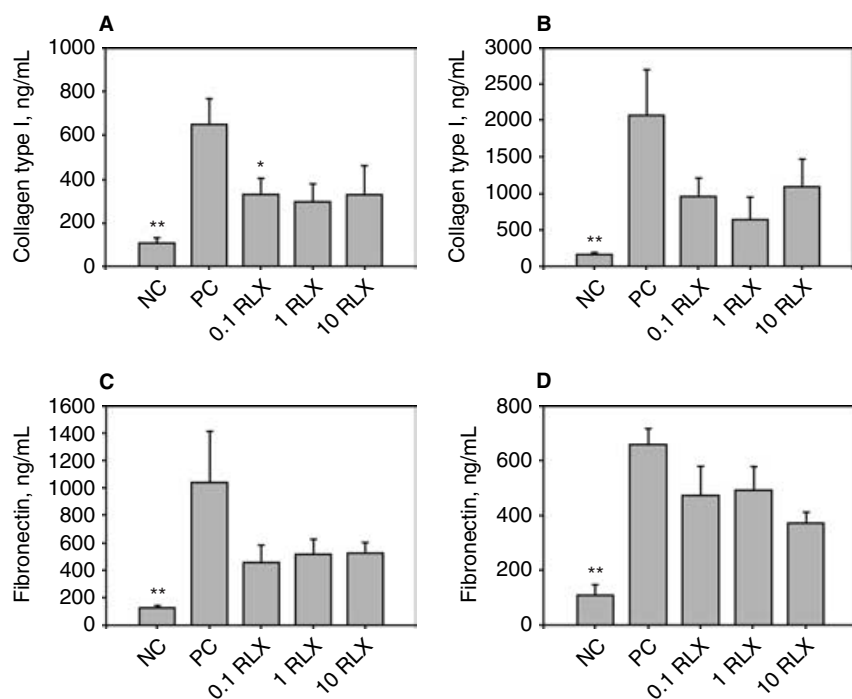 A
Collagen type I, ng/mL
1000
800
600
400
200
0
**
*
NC
PC
0.1 RLX
1 RLX
10 RLX
B
Collagen type I, ng/mL
3000
2500
2000
1500
1000
500
0
**
NC
PC
0.1 RLX
1 RLX
10 RLX
C
Fibronectin, ng/mL
1600
1400
1200
1000
800
600
400
200
0
**
NC
PC
0.1 RLX
1 RLX
10 RLX
D
Fibronectin, ng/mL
800
600
400
200
0
**
NC
PC
0.1 RLX
1 RLX
10 RLX